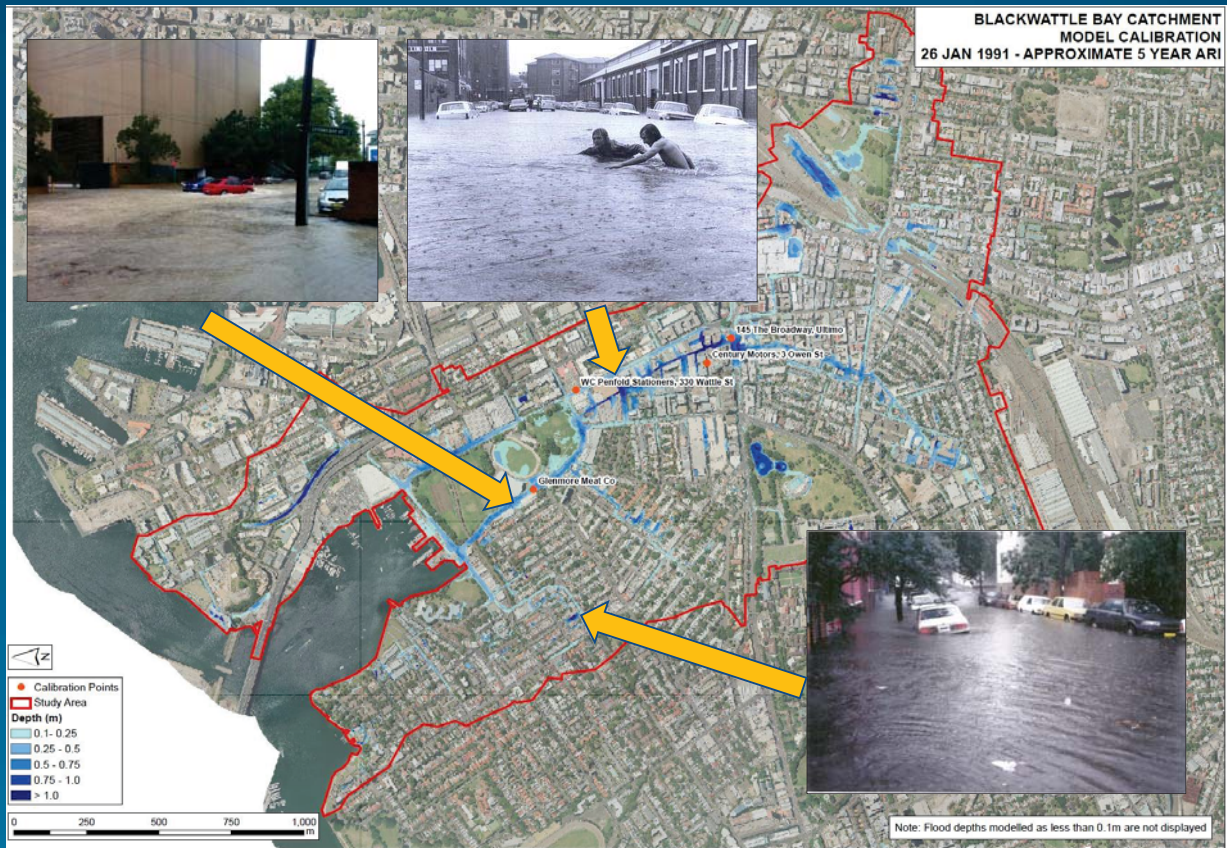 BLACKWATTLE BAY CATCHMENT
MODEL CALIBRATION
26 JAN 1991 - APPROXIMATE 5 YEAR ARI
145 The Broadway, Ultimo
Century Motors, 3 Owen St
WC Penfold Stationers, 330 Wattle St
Glenmore Meat Co
Z
Calibration Points
Study Area
Depth (m)
0.1- 0.25
0.25 - 0.5
0.5 - 0.75
0.75 - 1.0
> 1.0
0 250 500 750 1,000
m
Note: Flood depths modelled as less than 0.1m are not displayed